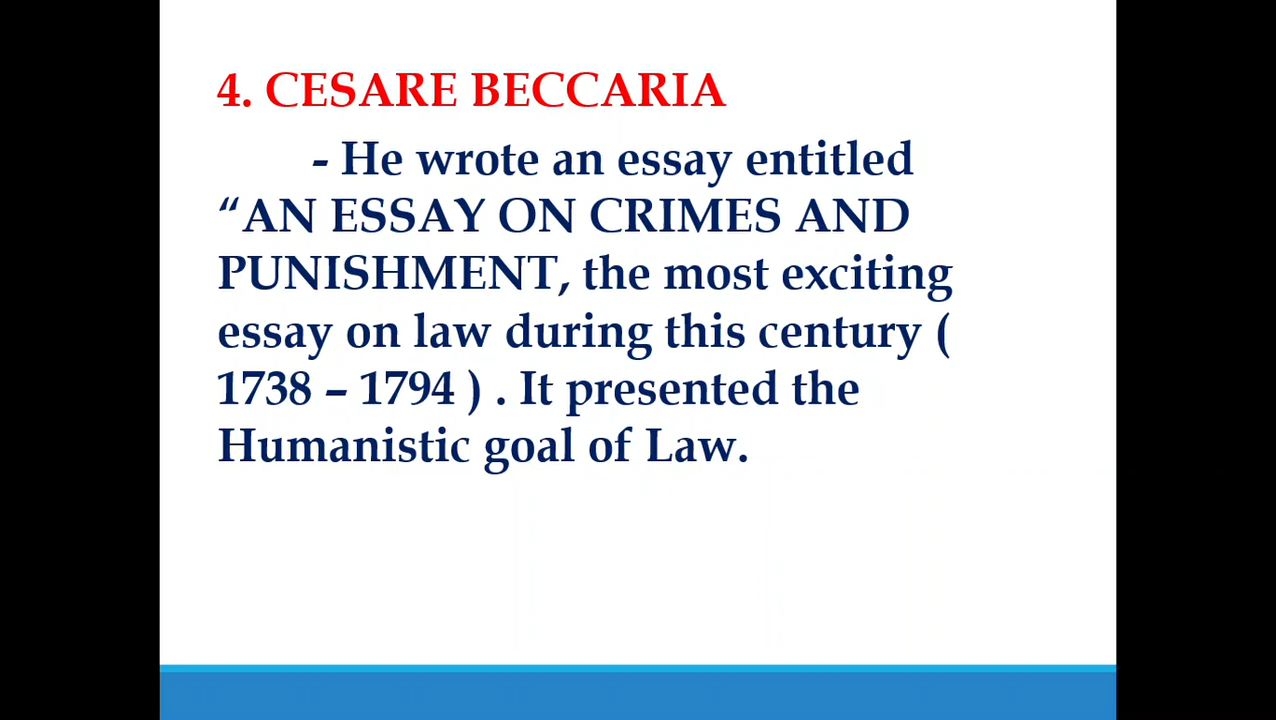 4. CESARE BECCARIA
- He wrote an essay entitled
“AN ESSAY ON CRIMES AND
PUNISHMENT, the most exciting
essay on law during this century (
1738 – 1794 ) . It presented the
Humanistic goal of Law.